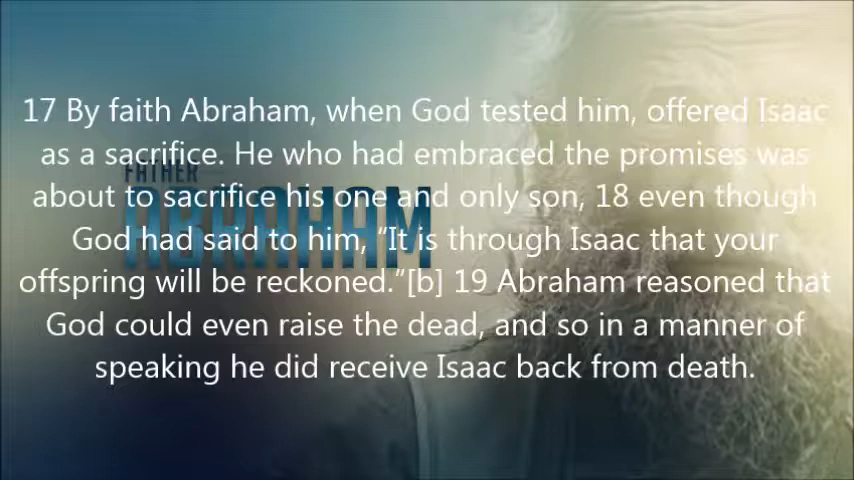 17 By faith Abraham, when God tested him, offered Isaac
as a sacrifice. He who had embraced the promises was
about to sacrifice his one and only son, 18 even though
God had said to him, “It is through Isaac that your
offspring will be reckoned.”[b] 19 Abraham reasoned that
God could even raise the dead, and so in a manner of
speaking he did receive Isaac back from death.
FATHER
ABRAHAM